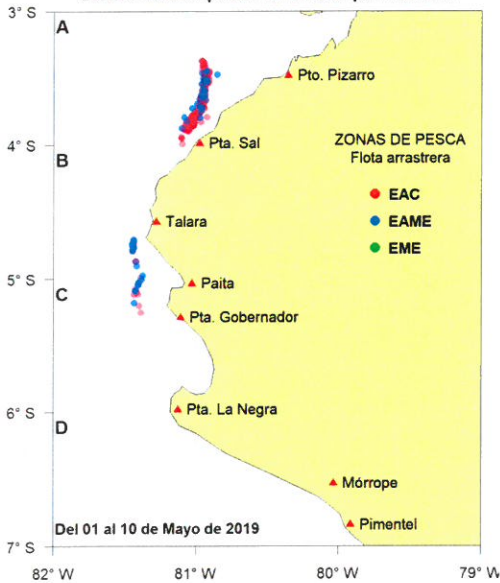 3° S
A
Pto. Pizarro
ZONAS DE PESCA
Flota arrastrera
EAC
EAME
EME
4° S
Pta. Sal
B
Talara
5° S
Paita
C
Pta. Gobernador
6° S
Pta. La Negra
D
Mórrope
Pimentel
Del 01 al 10 de Mayo de 2019
7° S
82° W
81° W
80° W
79° W